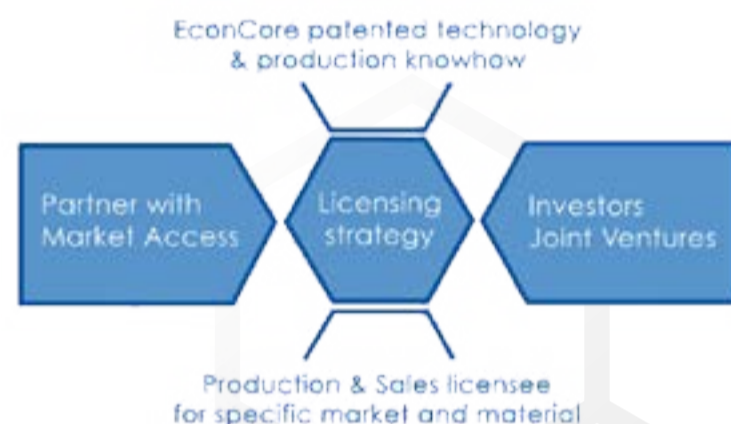 EconCore patented technology
& production knowhow
Partner with
Market Access
Licensing
strategy
Investors
Joint Ventures
Production & Sales licensee
for specific market and material